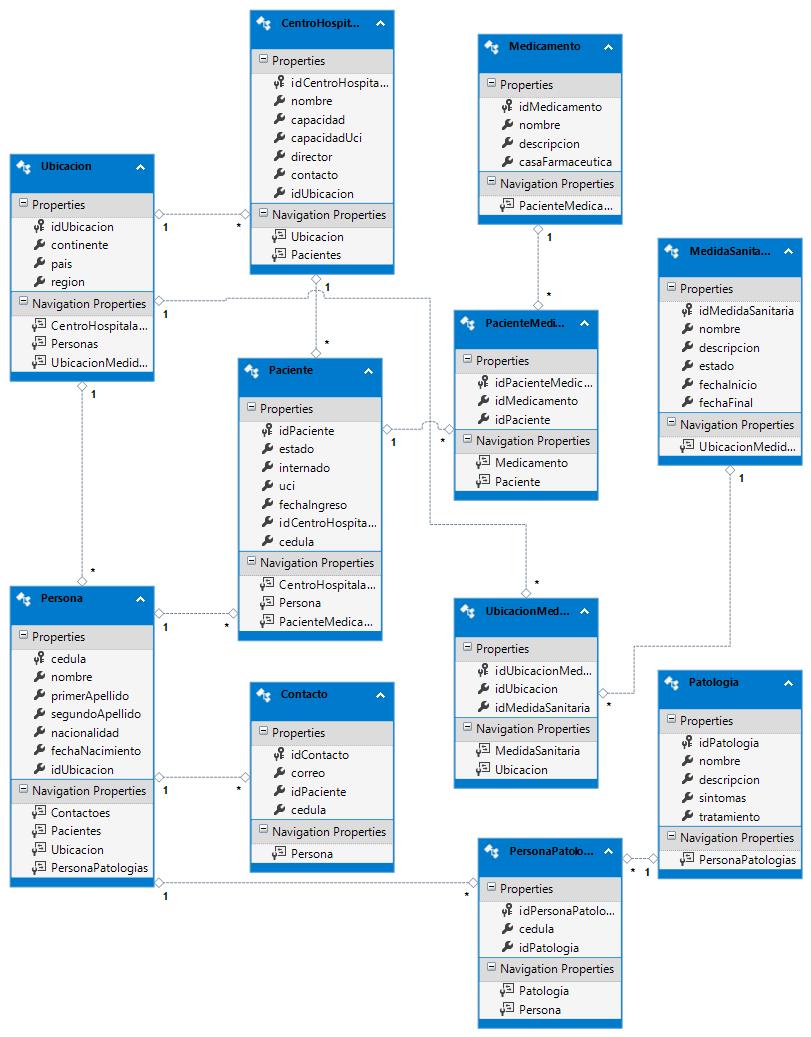 CentroHospit...
Properties
idCentroHospita...
nombre
capacidad
capacidadUci
director
contacto
idUbicacion
Navigation Properties
Ubicacion
Pacientes
Medicamento
Properties
idMedicamento
nombre
descripcion
casaFarmaceutica
Navigation Properties
PacienteMedica...
Ubicacion
Properties
idUbicacion
continente
pais
region
Navigation Properties
CentroHospitala...
Personas
UbicacionMedid...
MedidaSanita...
Properties
idMedidaSanitaria
nombre
descripcion
estado
fechaInicio
fechaFinal
Navigation Properties
UbicacionMedid...
PacienteMedi...
Properties
idPacienteMedic...
idMedicamento
idPaciente
Navigation Properties
Medicamento
Paciente
Paciente
Properties
idPaciente
estado
internado
uci
fechaIngreso
idCentroHospita...
cedula
Navigation Properties
CentroHospitala...
Persona
PacienteMedica...
Persona
Properties
cedula
nombre
primerApellido
segundoApellido
nacionalidad
fechaNacimiento
idUbicacion
Navigation Properties
Contactoes
Pacientes
Ubicacion
PersonaPatologias
Contacto
Properties
idContacto
correo
idPaciente
cedula
Navigation Properties
Persona
UbicacionMed...
Properties
idUbicacionMed...
idUbicacion
idMedidaSanitaria
Navigation Properties
MedidaSanitaria
Ubicacion
Patologia
Properties
idPatologia
nombre
descripcion
sintomas
tratamiento
Navigation Properties
PersonaPatologias
PersonaPatolo...
Properties
idPersonaPatolo...
cedula
idPatologia
Navigation Properties
Patologia
Persona
1
*
1
1
*
1
*
1
*
1
*
1
*
1
*
1
*
*
1
*
1
*